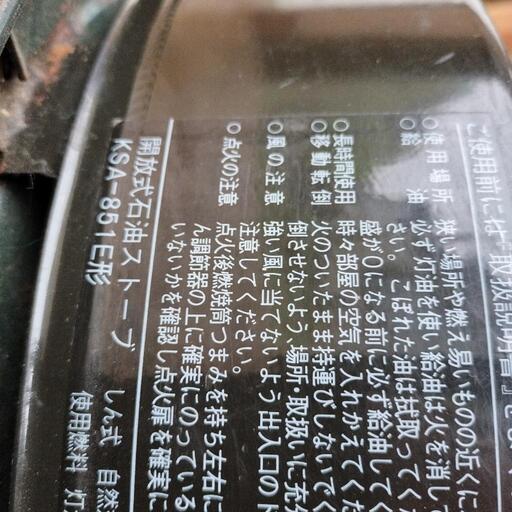 ご使用前には『取扱説明書』をよ
○使用場所 狭い場所や燃え易いものの近くに
○給油 必ず灯油を使い給油は火を消して
さい。こぼれた油は拭取ってくだ
盛が0になる前に必ず給油してく
○長時間使用 時々部屋の空気を入れかえてくだ
○移動転倒 火のついたまま持運びしないでく
倒させないよう、場所、取扱いに充分
○風の注意 強い風に当てないよう出入口のド
注意してください。
○点火の注意 点火後燃焼筒つまみを持ち左右に
ん調節器の上に確実にのっている
いないかを確認し点火扉を確実に
開放式石油ストーブ しん式 自然
KSA-851E形 使用燃料 灯